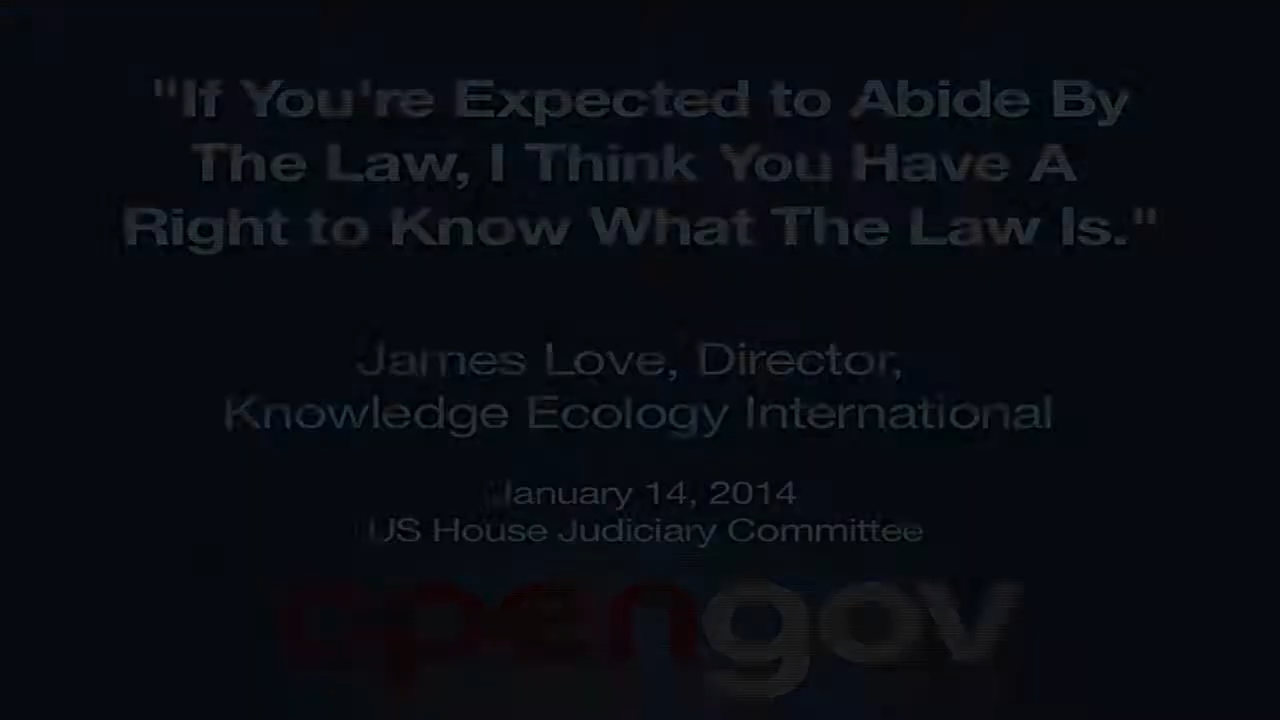 "If You're Expected to Abide By
The Law, I Think You Have A
Right to Know What The Law Is."
James Love, Director,
Knowledge Ecology International
January 14, 2014
US House Judiciary Committee
opengov